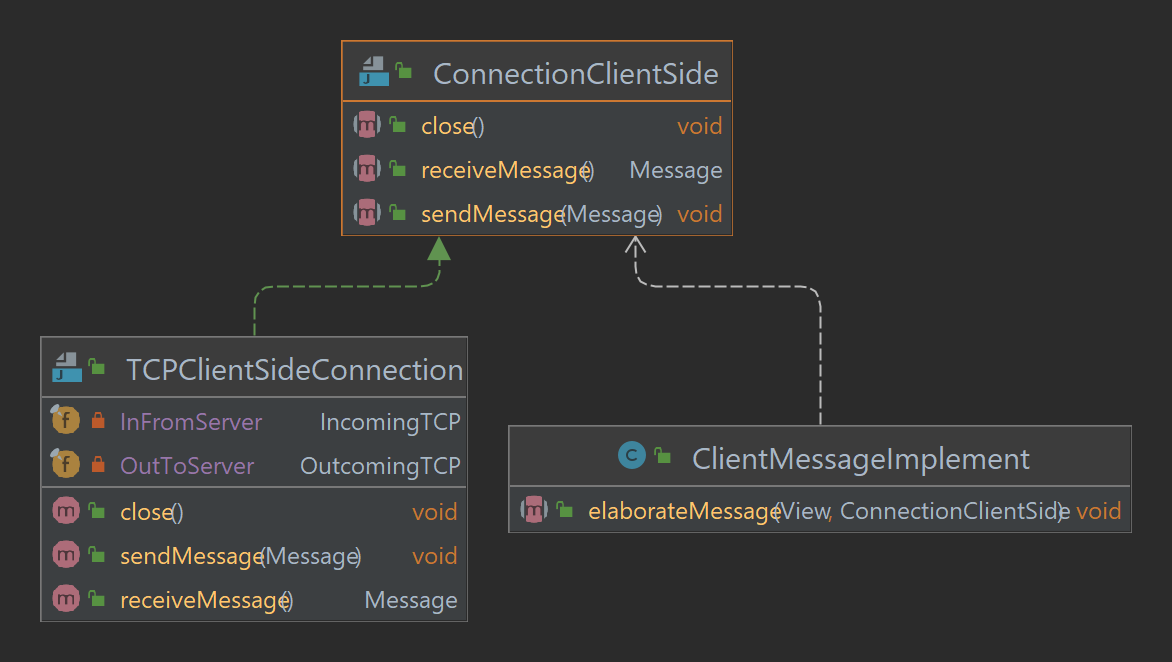 ConnectionClientSide
close() void
receiveMessage() Message
sendMessage(Message) void
TCPClientSideConnection
InFromServer IncomingTCP
OutToServer OutcomingTCP
close() void
sendMessage(Message) void
receiveMessage() Message
ClientMessageImplement
elaborateMessage(View, ConnectionClientSide) void